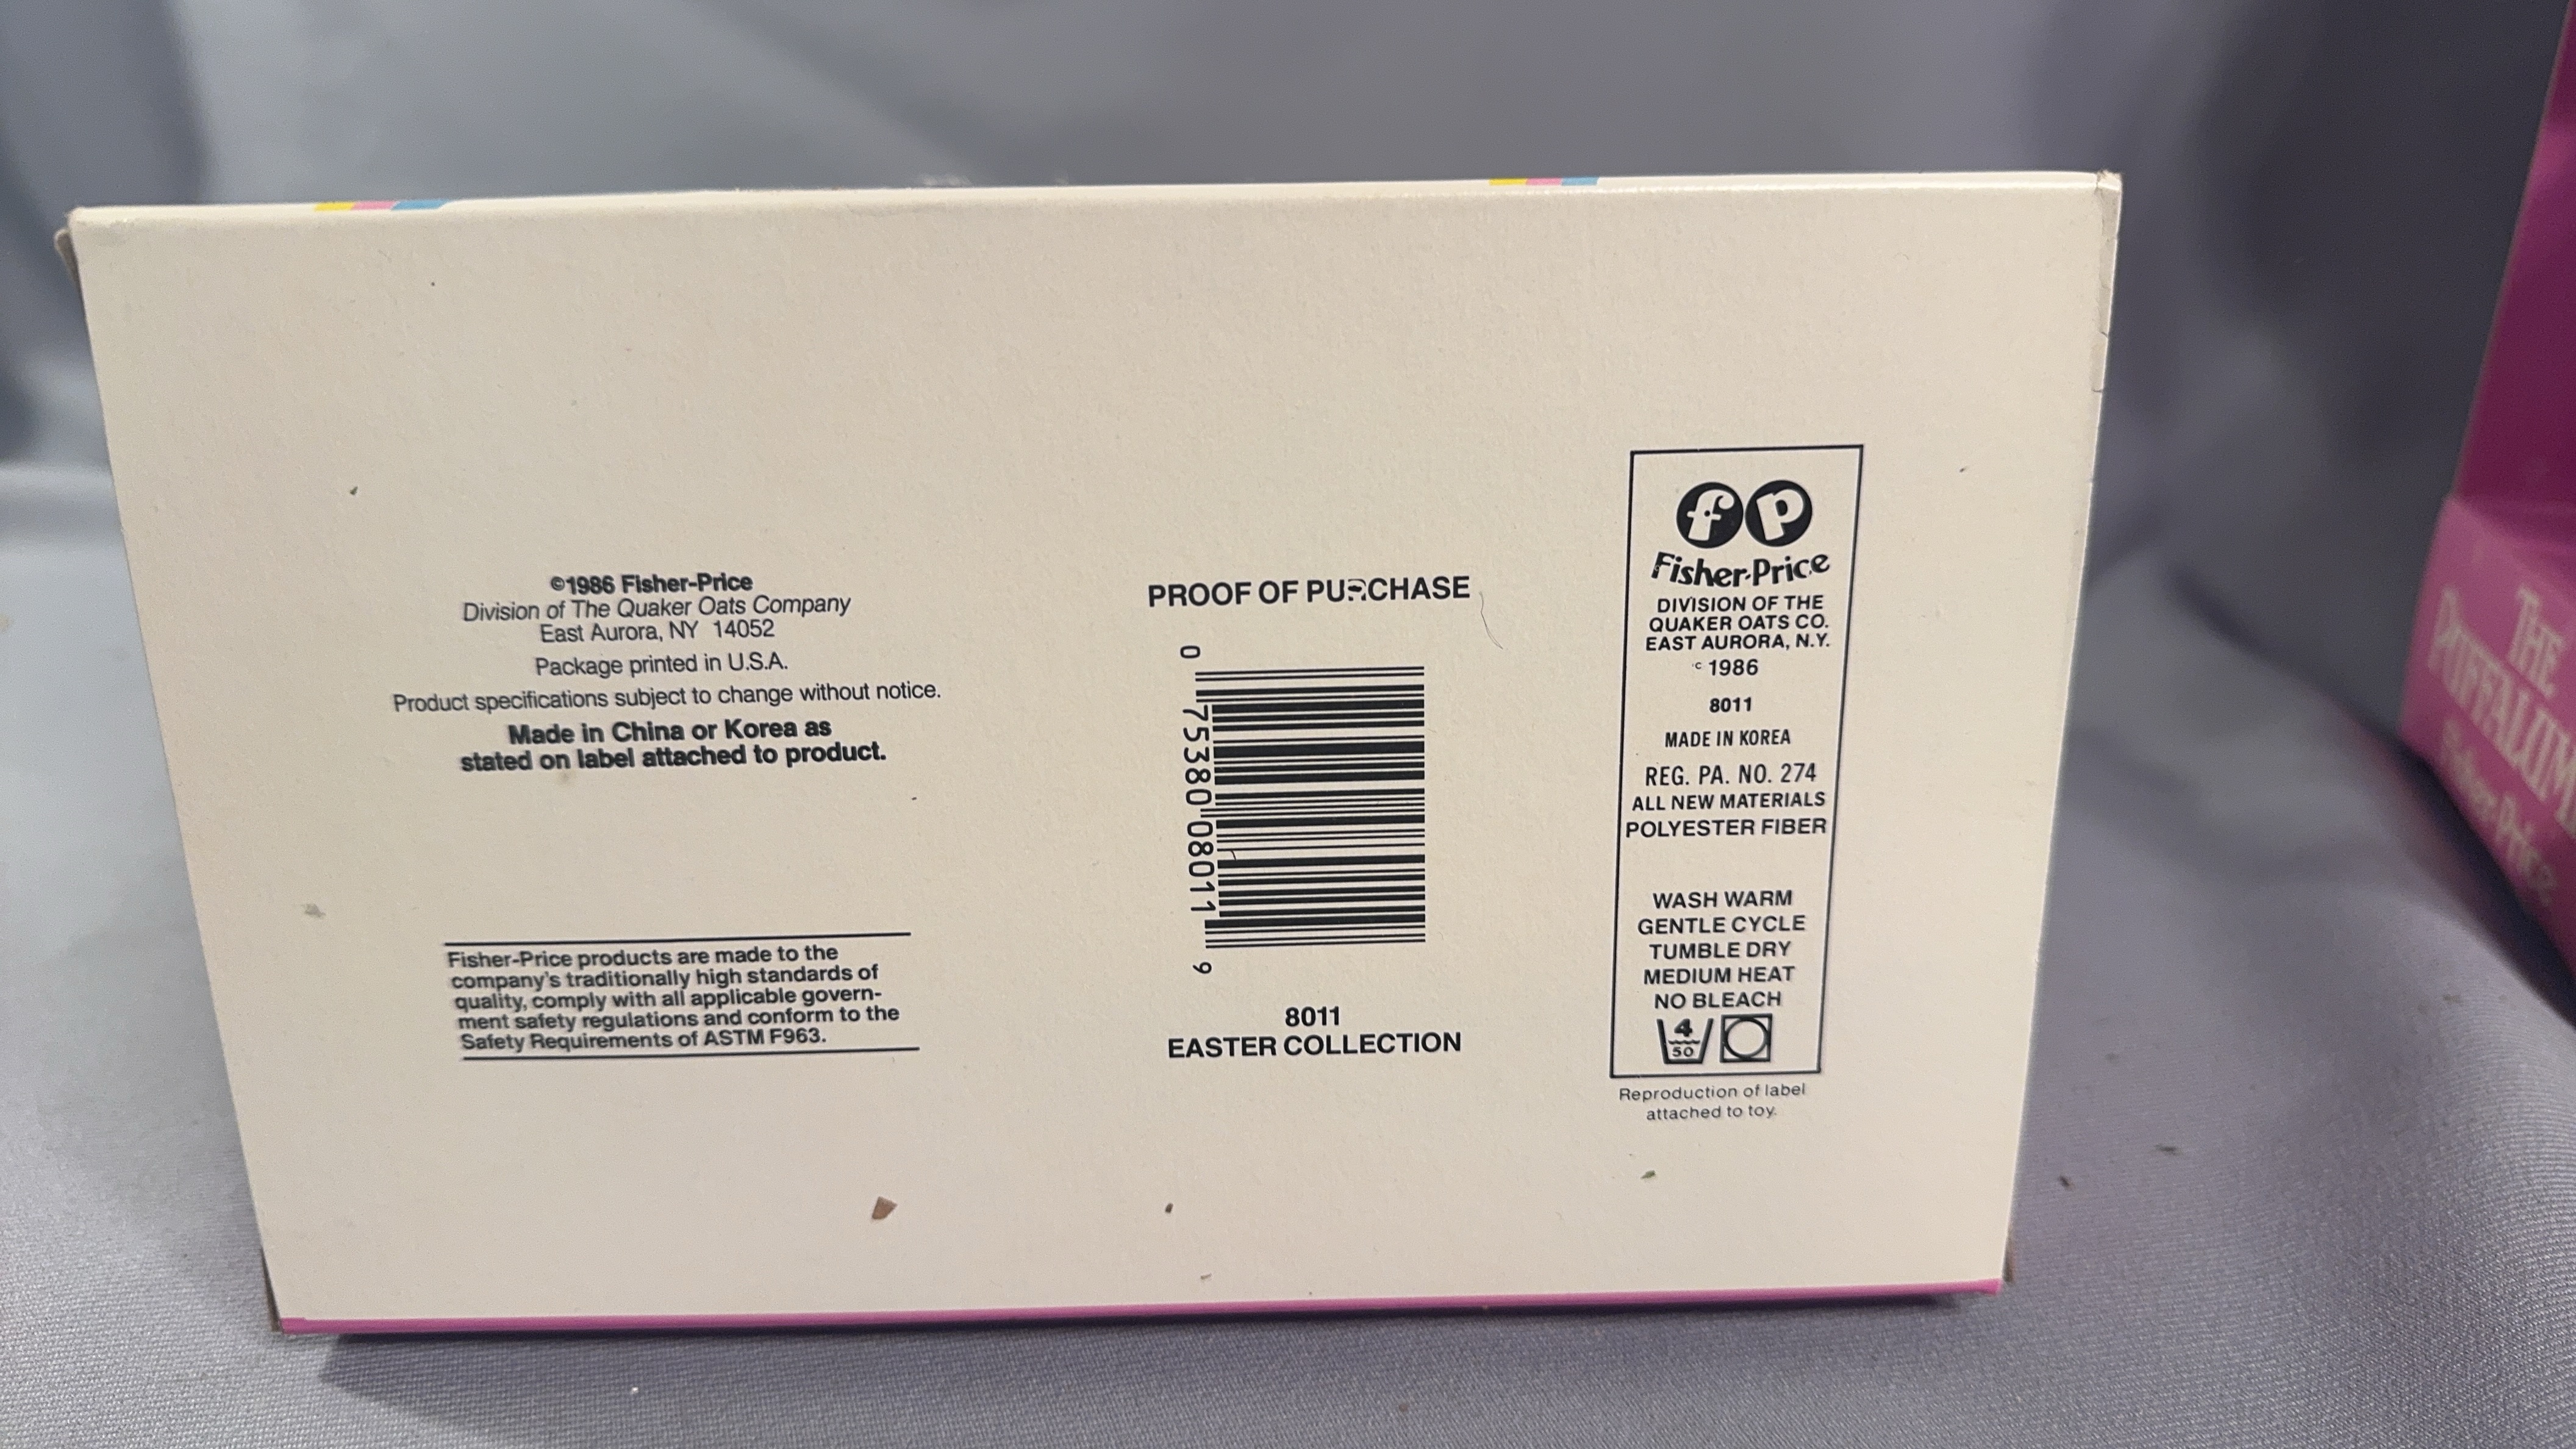 ©1986 Fisher-Price
Division of The Quaker Oats Company
East Aurora, NY 14052
Package printed in U.S.A.
Product specifications subject to change without notice.
Made in China or Korea as
stated on label attached to product.
Fisher-Price products are made to the
company's traditionally high standards of
quality, comply with all applicable govern-
ment safety regulations and conform to the
Safety Requirements of ASTM F963.
PROOF OF PURCHASE
0 75380 08011 9
8011
EASTER COLLECTION
fp
Fisher-Price
DIVISION OF THE
QUAKER OATS CO.
EAST AURORA, N.Y.
c 1986
8011
MADE IN KOREA
REG. PA. NO. 274
ALL NEW MATERIALS
POLYESTER FIBER
WASH WARM
GENTLE CYCLE
TUMBLE DRY
MEDIUM HEAT
NO BLEACH
4
50
Reproduction of label
attached to toy.
THE
Fisher-Price